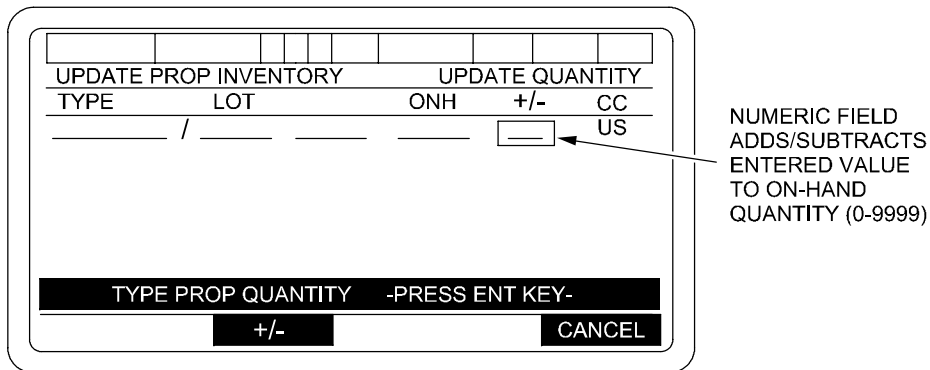 UPDATE PROP INVENTORY UPDATE QUANTITY
TYPE LOT ONH +/- CC
/ US
NUMERIC FIELD
ADDS/SUBTRACTS
ENTERED VALUE
TO ON-HAND
QUANTITY (0-9999)
TYPE PROP QUANTITY -PRESS ENT KEY-
+/- CANCEL